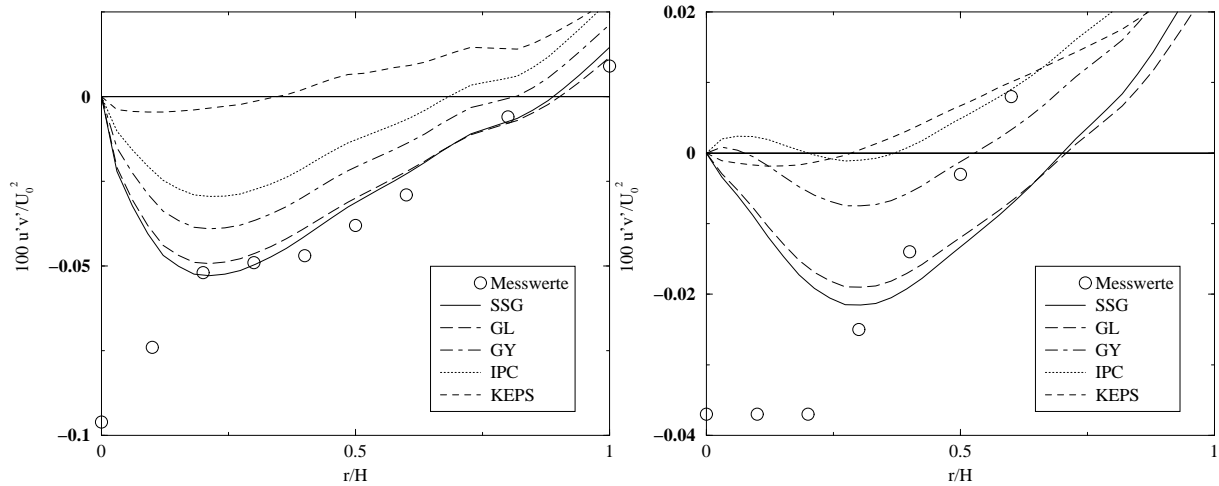 0
−0.05
−0.1
100 u'v'/U₀²
0
0.5
1
r/H
Messwerte
SSG
GL
GY
IPC
KEPS
0.02
0
−0.02
−0.04
100 u'v'/U₀²
0
0.5
1
r/H
Messwerte
SSG
GL
GY
IPC
KEPS